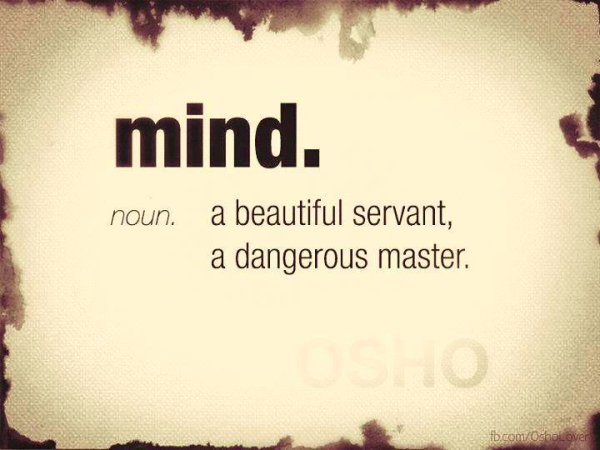 mind.
noun. a beautiful servant,
a dangerous master.
OSHO
fb.com/OshoLover